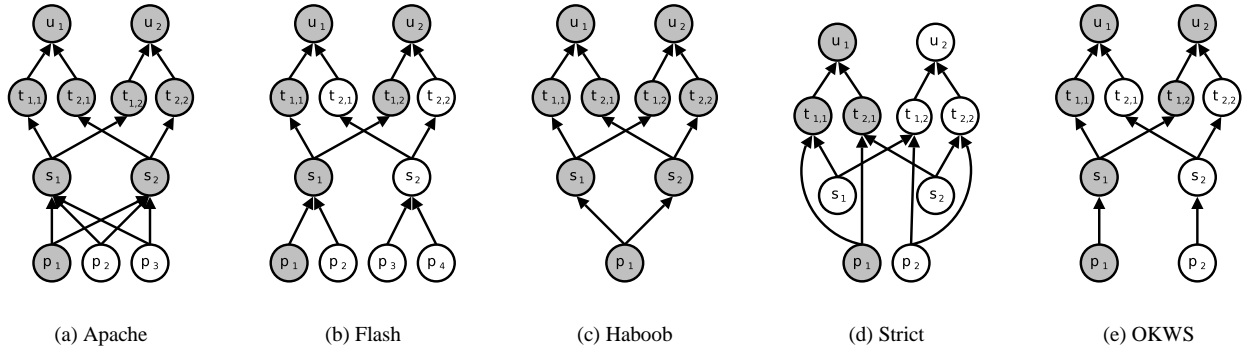 u1 u2
t1,1 t2,1 t1,2 t2,2
s1 s2
p1 p2 p3
(a) Apache
u1 u2
t1,1 t2,1 t1,2 t2,2
s1 s2
p1 p2 p3 p4
(b) Flash
u1 u2
t1,1 t2,1 t1,2 t2,2
s1 s2
p1
(c) Haboob
u1 u2
t1,1 t2,1 t1,2 t2,2
s1 s2
p1 p2
(d) Strict
u1 u2
t1,1 t2,1 t1,2 t2,2
s1 s2
p1 p2
(e) OKWS